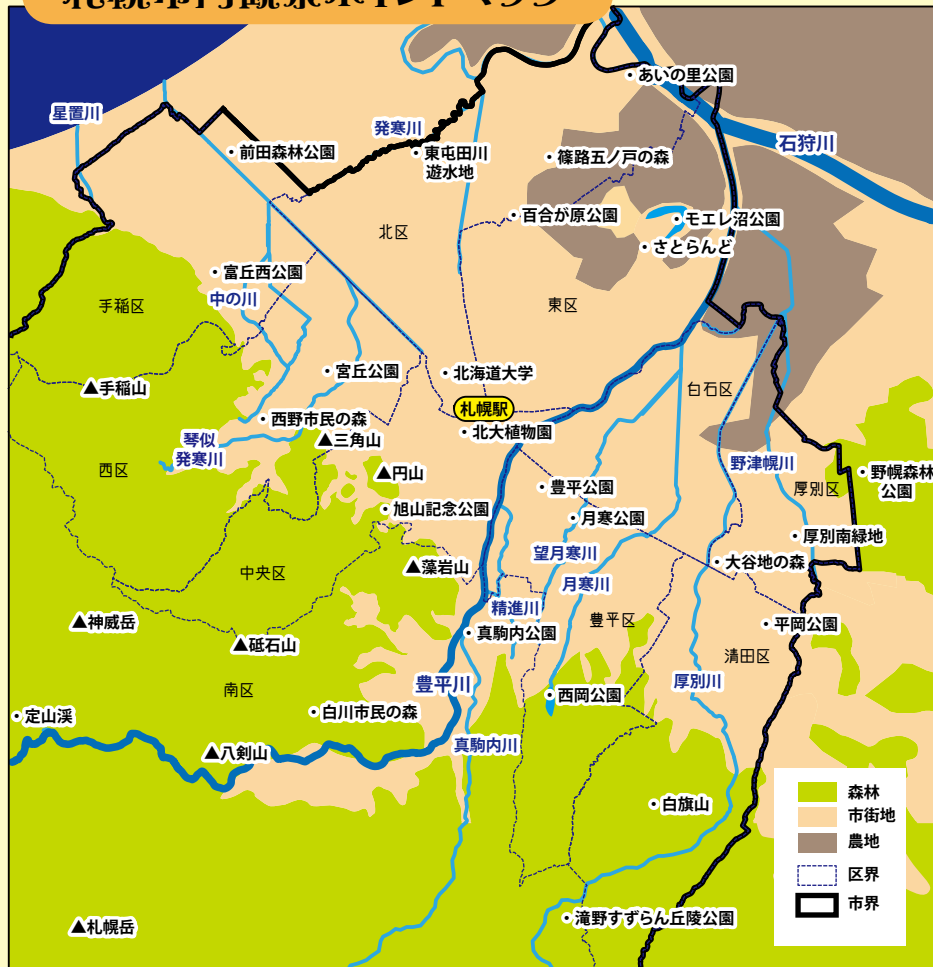 ・あいの里公園
星置川
発寒川
石狩川
・前田森林公園
・東屯田川
遊水地
・篠路五ノ戸の森
・百合が原公園
・モエレ沼公園
北区
・さとらんど
・富丘西公園
中の川
手稲区
東区
・宮丘公園
・北海道大学
▲手稲山
白石区
札幌駅
・西野市民の森
・北大植物園
▲三角山
琴似
発寒川
西区
▲円山
野津幌川
・野幌森林
公園
厚別区
・豊平公園
・旭山記念公園
・月寒公園
・厚別南緑地
望月寒川
・大谷地の森
▲藻岩山
中央区
月寒川
精進川
▲神威岳
豊平区
・平岡公園
・真駒内公園
▲砥石山
清田区
南区
豊平川
厚別川
・西岡公園
・定山渓
・白川市民の森
真駒内川
▲八剣山
・白旗山
森林
市街地
農地
区界
市界
・滝野すずらん丘陵公園
▲札幌岳